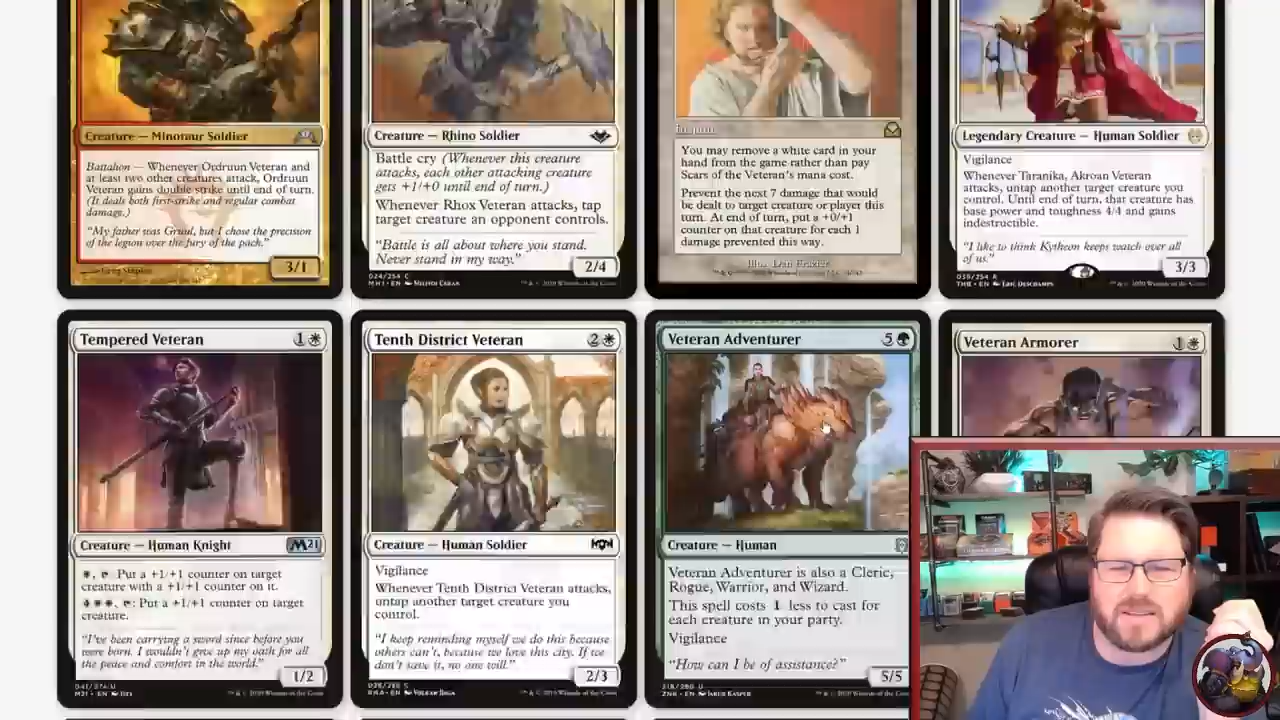 Creature — Minotaur Soldier
Battalion — Whenever Ordruun Veteran and
at least two other creatures attack, Ordruun
Veteran gains double strike until end of turn.
(It deals both first-strike and regular combat
damage.)
"My father was Gruul, but I chose the precision
of the legion over the fury of the pack."
3/1
Creature — Rhino Soldier
Battle cry (Whenever this creature
attacks, each other attacking creature
gets +1/+0 until end of turn.)
Whenever Rhox Veteran attacks, tap
target creature an opponent controls.
"Battle is all about where you stand.
Never stand in my way."
2/4
You may remove a white card in your
hand from the game rather than pay
Scars of the Veteran's mana cost.
Prevent the next 7 damage that would
be dealt to target creature or player this
turn. At end of turn, put a +0/+1
counter on that creature for each 1
damage prevented this way.
Illus. Dan Frazier
Legendary Creature — Human Soldier
Vigilance
Whenever Taranika, Akroan Veteran
attacks, untap another target creature you
control. Until end of turn, that creature has
base power and toughness 4/4 and gains
indestructible.
"I like to think Kytheon keeps watch over all
of us."
3/3
Tempered Veteran 1
Creature — Human Knight M21
: Put a +1/+1 counter on target
creature with a +1/+1 counter on it.
: Put a +1/+1 counter on target
creature.
"I've been carrying a sword since before you
were born. I wouldn't give up my oath for all
the peace and comfort in the world."
1/2
Tenth District Veteran 2
Creature — Human Soldier
Vigilance
Whenever Tenth District Veteran attacks,
untap another target creature you
control.
"I keep reminding myself we do this because
others can't, because we love this city. If we
don't save it, no one will."
2/3
Veteran Adventurer 5
Creature — Human
Veteran Adventurer is also a Cleric,
Rogue, Warrior, and Wizard.
This spell costs 1 less to cast for
each creature in your party.
Vigilance
"How can I be of assistance?"
5/5
Veteran Armorer 1